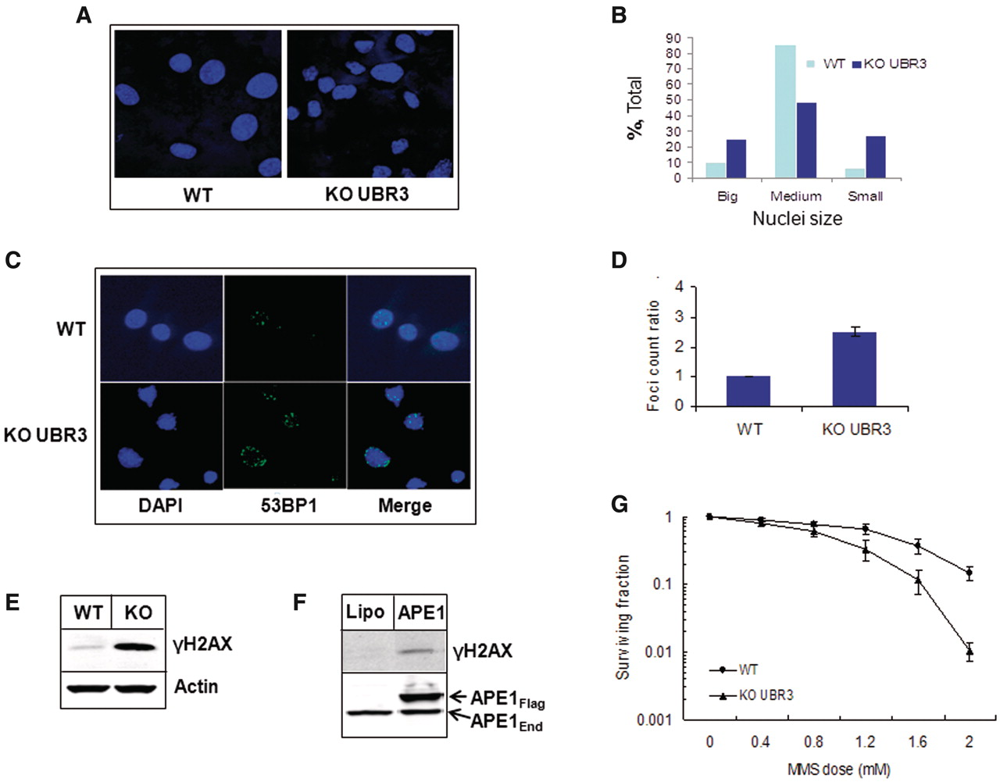 A
WT
KO UBR3
B
90
80
70
60
50
40
30
20
10
0
%, Total
WT KO UBR3
Big Medium Small
Nuclei size
C
WT
KO UBR3
DAPI 53BP1 Merge
D
4
3
2
1
0
Foci count ratio
WT KO UBR3
E
WT KO
γH2AX
Actin
F
Lipo APE1
γH2AX
APE1Flag
APE1End
G
1
0.1
0.01
0.001
Surviving fraction
WT
KO UBR3
0 0.4 0.8 1.2 1.6 2
MMS dose (mM)